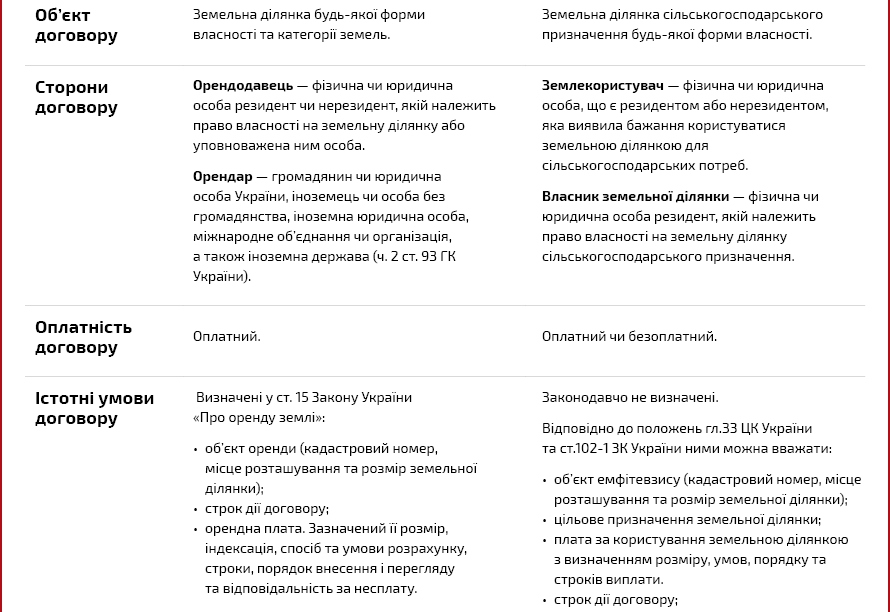 Об’єкт
договору
Земельна ділянка будь-якої форми
власності та категорії земель.
Земельна ділянка сільськогосподарського
призначення будь-якої форми власності.
Сторони
договору
Орендодавець — фізична чи юридична
особа резидент чи нерезидент, якій належить
право власності на земельну ділянку або
уповноважена ним особа.
Орендар — громадянин чи юридична
особа України, іноземець чи особа без
громадянства, іноземна юридична особа,
міжнародне об’єднання чи організація,
а також іноземна держава (ч. 2 ст. 93 ГК
України).
Землекористувач — фізична чи юридична
особа, що є резидентом або нерезидентом,
яка виявила бажання користуватися
земельною ділянкою для
сільськогосподарських потреб.
Власник земельної ділянки — фізична чи
юридична особа резидент, якій належить
право власності на земельну ділянку
сільськогосподарського призначення.
Оплатність
договору
Оплатний.
Оплатний чи безоплатний.
Істотні умови
договору
Визначені у ст. 15 Закону України
«Про оренду землі»:
• об’єкт оренди (кадастровий номер,
місце розташування та розмір земельної
ділянки);
• строк дії договору;
• орендна плата. Зазначений її розмір,
індексація, спосіб та умови розрахунку,
строки, порядок внесення і перегляду
та відповідальність за несплату.
Законодавчо не визначені.
Відповідно до положень гл.33 ЦК України
та ст.102-1 ЗК України ними можна вважати:
• об’єкт емфітевзису (кадастровий номер, місце
розташування та розмір земельної ділянки);
• цільове призначення земельної ділянки;
• плата за користування земельною ділянкою
з визначенням розміру, умов, порядку та
строків виплати.
• строк дії договору;